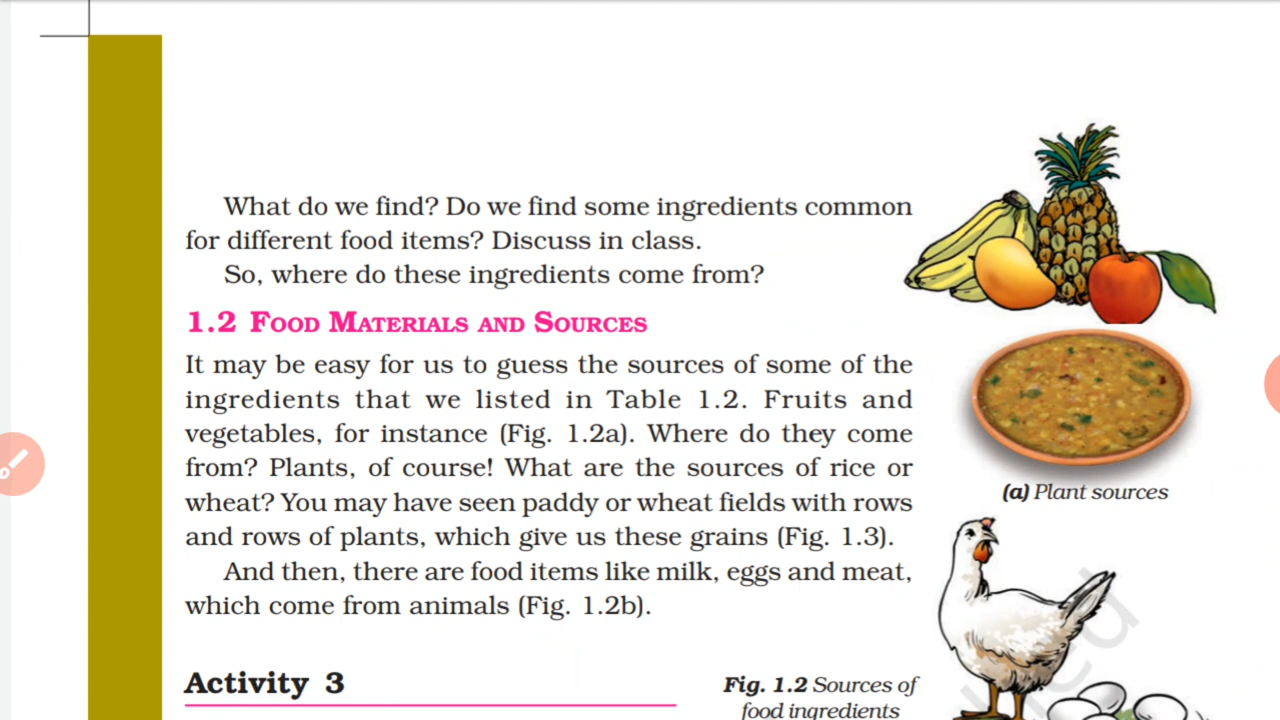 What do we find? Do we find some ingredients common
for different food items? Discuss in class.
So, where do these ingredients come from?
1.2 Food Materials and Sources
It may be easy for us to guess the sources of some of the
ingredients that we listed in Table 1.2. Fruits and
vegetables, for instance (Fig. 1.2a). Where do they come
from? Plants, of course! What are the sources of rice or
wheat? You may have seen paddy or wheat fields with rows
and rows of plants, which give us these grains (Fig. 1.3).
And then, there are food items like milk, eggs and meat,
which come from animals (Fig. 1.2b).
(a) Plant sources
Activity 3
Fig. 1.2 Sources of
food ingredients